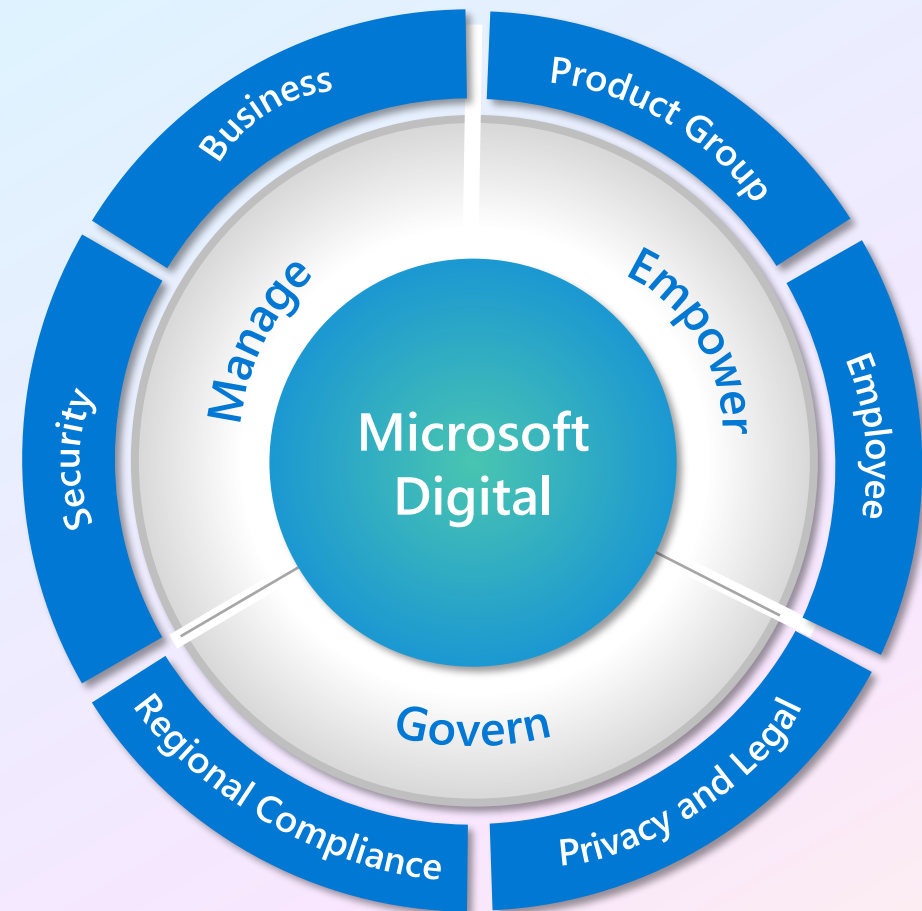 Business
Product Group
Manage
Empower
Security
Employee
Microsoft
Digital
Govern
Regional Compliance
Privacy and Legal